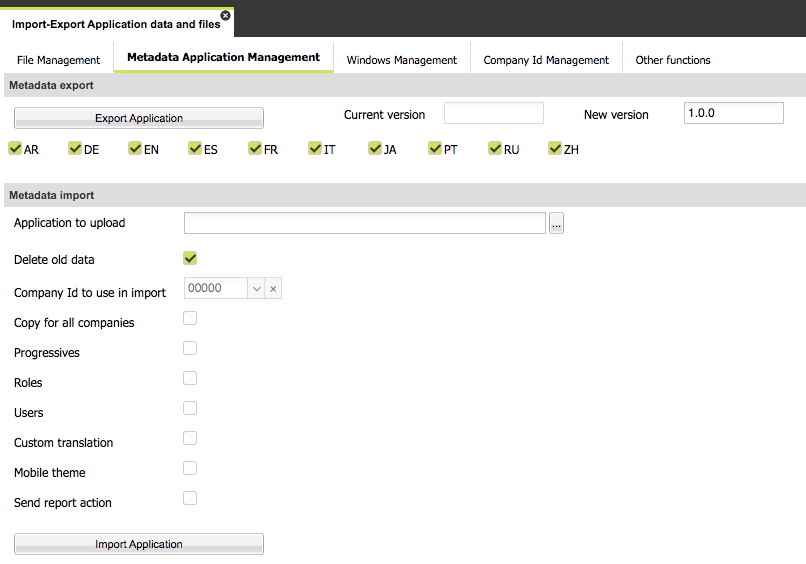 Import-Export Application data and files
File Management Metadata Application Management Windows Management Company Id Management Other functions
Metadata export
Export Application Current version New version 1.0.0
AR DE EN ES FR IT JA PT RU ZH
Metadata import
Application to upload ...
Delete old data
Company Id to use in import 00000
Copy for all companies
Progressives
Roles
Users
Custom translation
Mobile theme
Send report action
Import Application